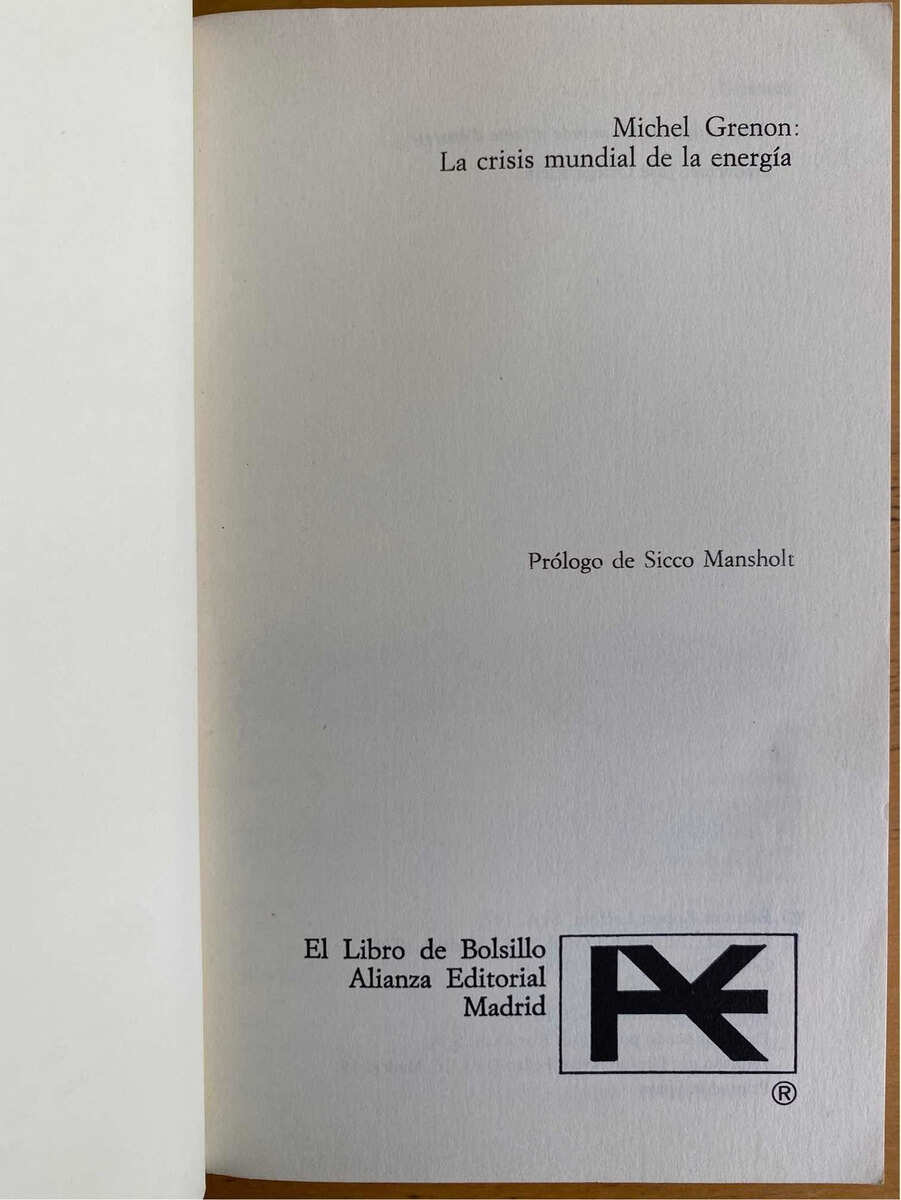 Michel Grenon:
La crisis mundial de la energía
Prólogo de Sicco Mansholt
El Libro de Bolsillo
Alianza Editorial
Madrid
®